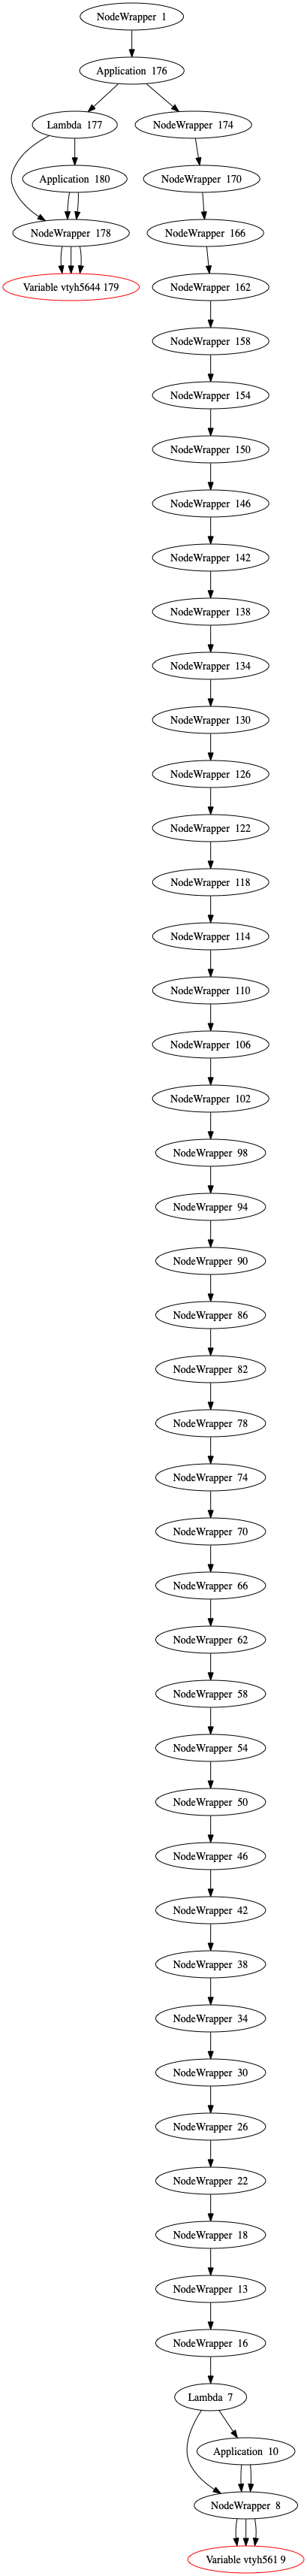 NodeWrapper 1
Application 176
Lambda 177
NodeWrapper 174
Application 180
NodeWrapper 170
NodeWrapper 178
NodeWrapper 166
Variable vtyh5644 179
NodeWrapper 162
NodeWrapper 158
NodeWrapper 154
NodeWrapper 150
NodeWrapper 146
NodeWrapper 142
NodeWrapper 138
NodeWrapper 134
NodeWrapper 130
NodeWrapper 126
NodeWrapper 122
NodeWrapper 118
NodeWrapper 114
NodeWrapper 110
NodeWrapper 106
NodeWrapper 102
NodeWrapper 98
NodeWrapper 94
NodeWrapper 90
NodeWrapper 86
NodeWrapper 82
NodeWrapper 78
NodeWrapper 74
NodeWrapper 70
NodeWrapper 66
NodeWrapper 62
NodeWrapper 58
NodeWrapper 54
NodeWrapper 50
NodeWrapper 46
NodeWrapper 42
NodeWrapper 38
NodeWrapper 34
NodeWrapper 30
NodeWrapper 26
NodeWrapper 22
NodeWrapper 18
NodeWrapper 13
NodeWrapper 16
Lambda 7
Application 10
NodeWrapper 8
Variable vtyh561 9